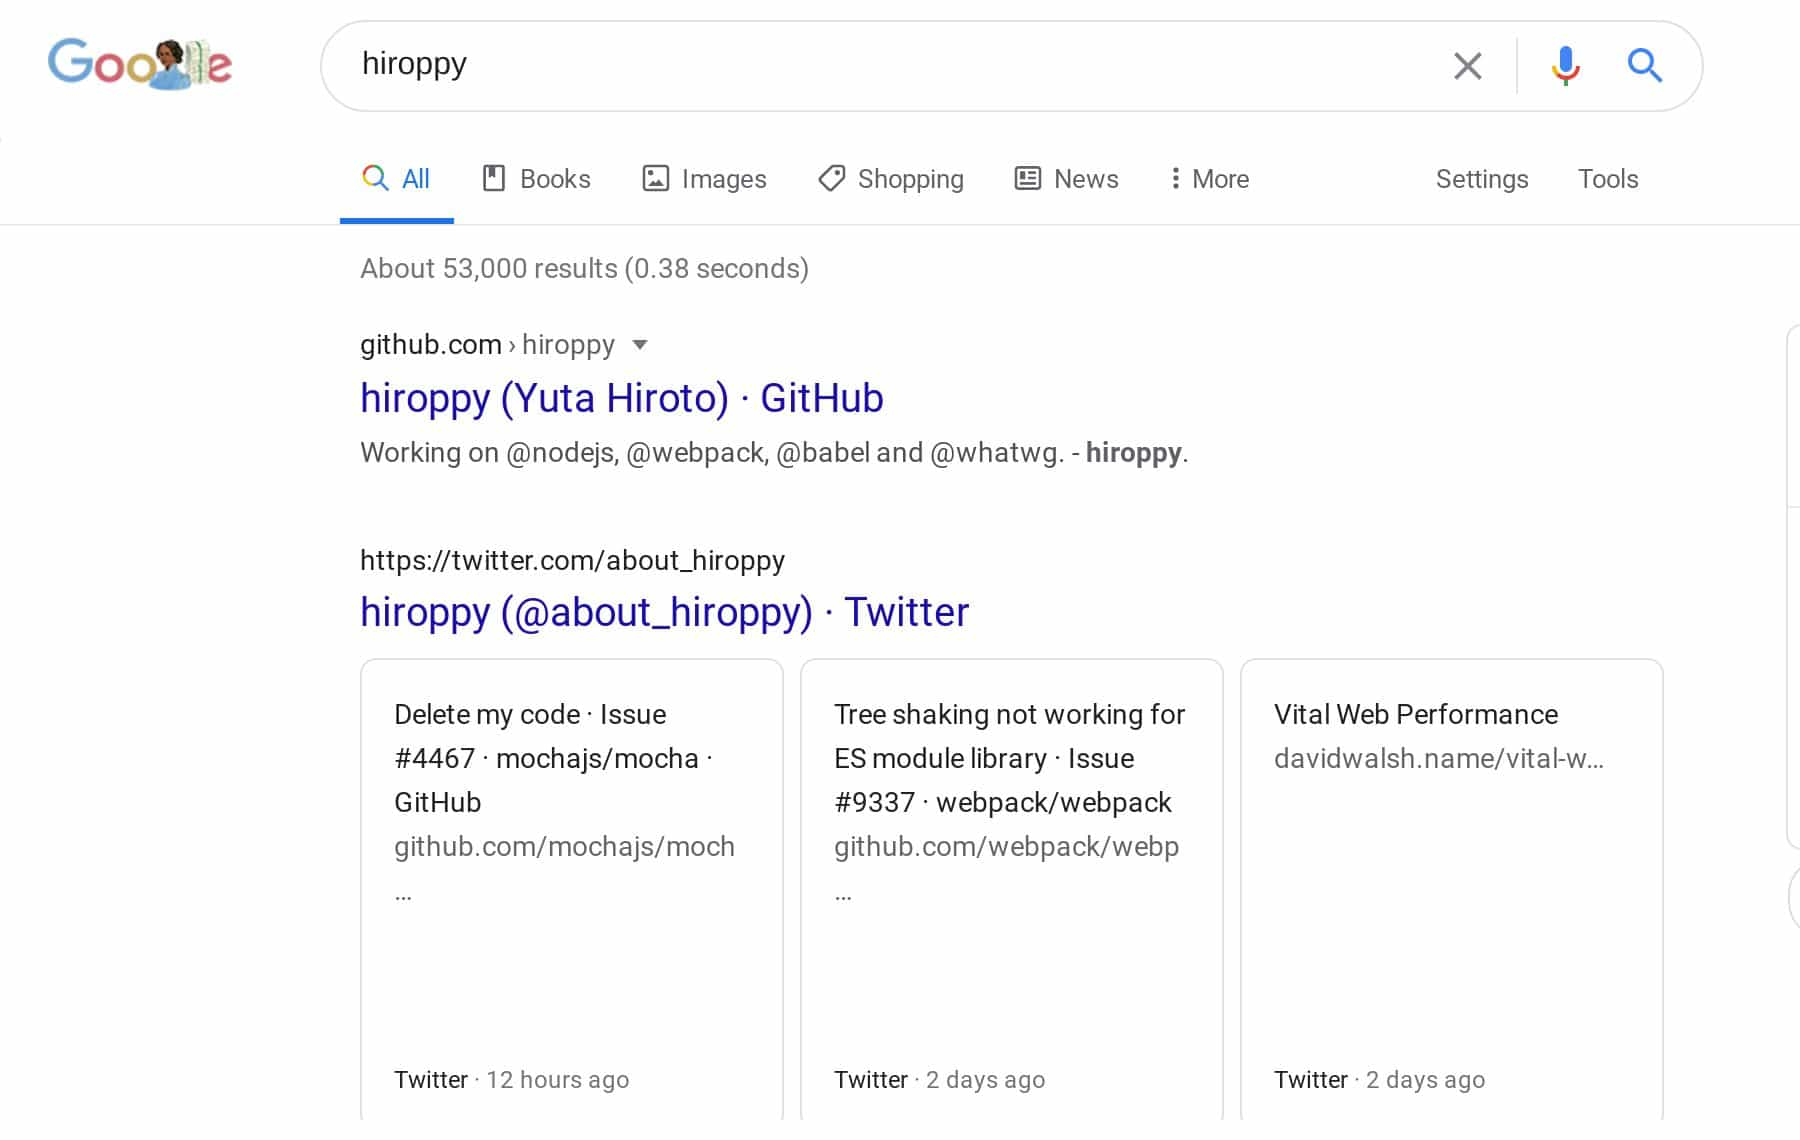 Google
hiroppy
All Books Images Shopping News More Settings Tools
About 53,000 results (0.38 seconds)
github.com › hiroppy
hiroppy (Yuta Hiroto) · GitHub
Working on @nodejs, @webpack, @babel and @whatwg. - hiroppy.
https://twitter.com/about_hiroppy
hiroppy (@about_hiroppy) · Twitter
Delete my code · Issue
#4467 · mochajs/mocha ·
GitHub
github.com/mochajs/moch
...
Twitter · 12 hours ago
Tree shaking not working for
ES module library · Issue
#9337 · webpack/webpack
github.com/webpack/webp
...
Twitter · 2 days ago
Vital Web Performance
davidwalsh.name/vital-w...
Twitter · 2 days ago